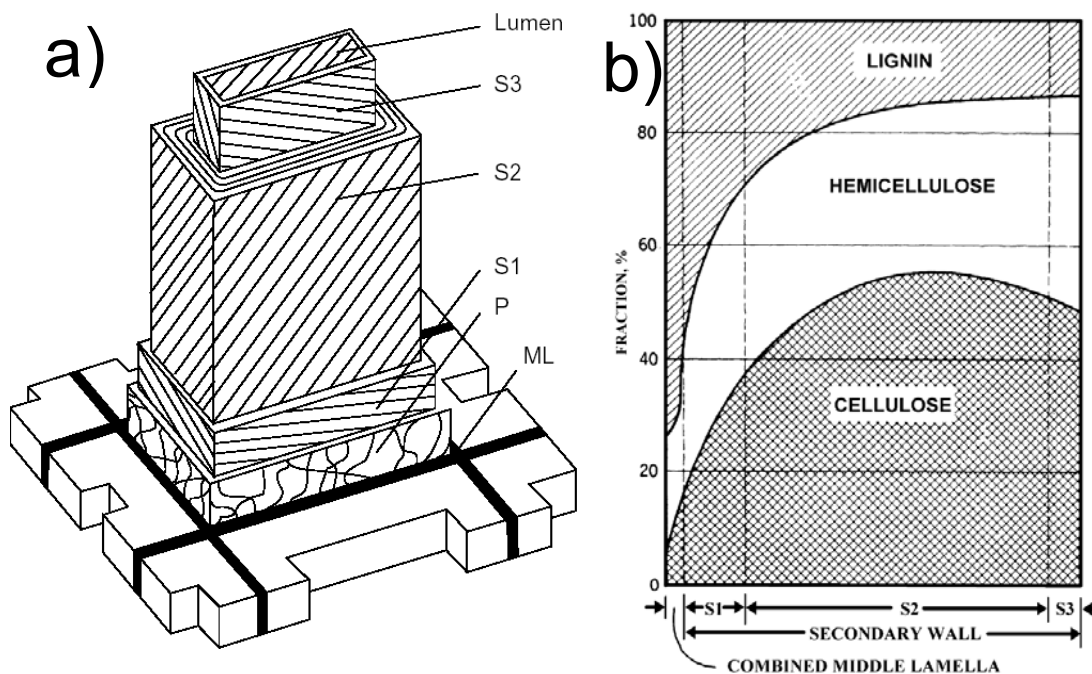 a)
Lumen
S3
S2
S1
P
ML
b)
100
80
60
40
20
0
FRACTION, %
LIGNIN
HEMICELLULOSE
CELLULOSE
S1 S2 S3
SECONDARY WALL
COMBINED MIDDLE LAMELLA